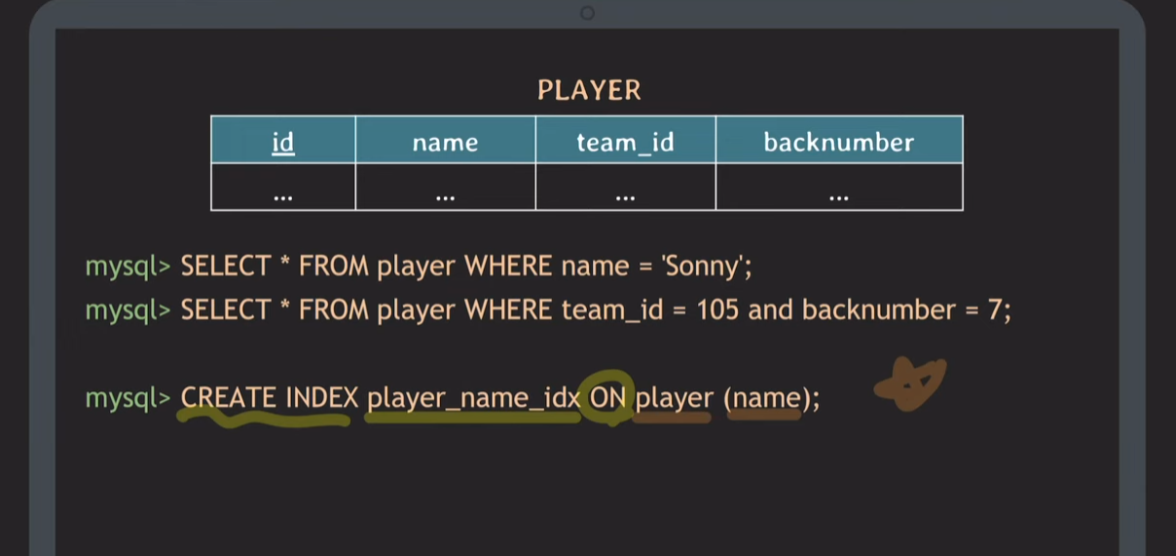 PLAYER
id name team_id backnumber
... ... ... ...
mysql> SELECT * FROM player WHERE name = 'Sonny';
mysql> SELECT * FROM player WHERE team_id = 105 and backnumber = 7;
mysql> CREATE INDEX player_name_idx ON player (name);